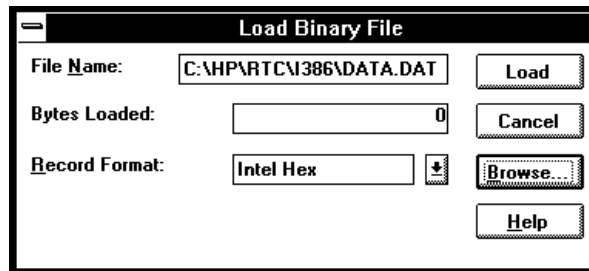 Load Binary File
File Name: C:\HP\RTC\I386\DATA.DAT Load
Bytes Loaded: 0 Cancel
Record Format: Intel Hex Browse...
Help